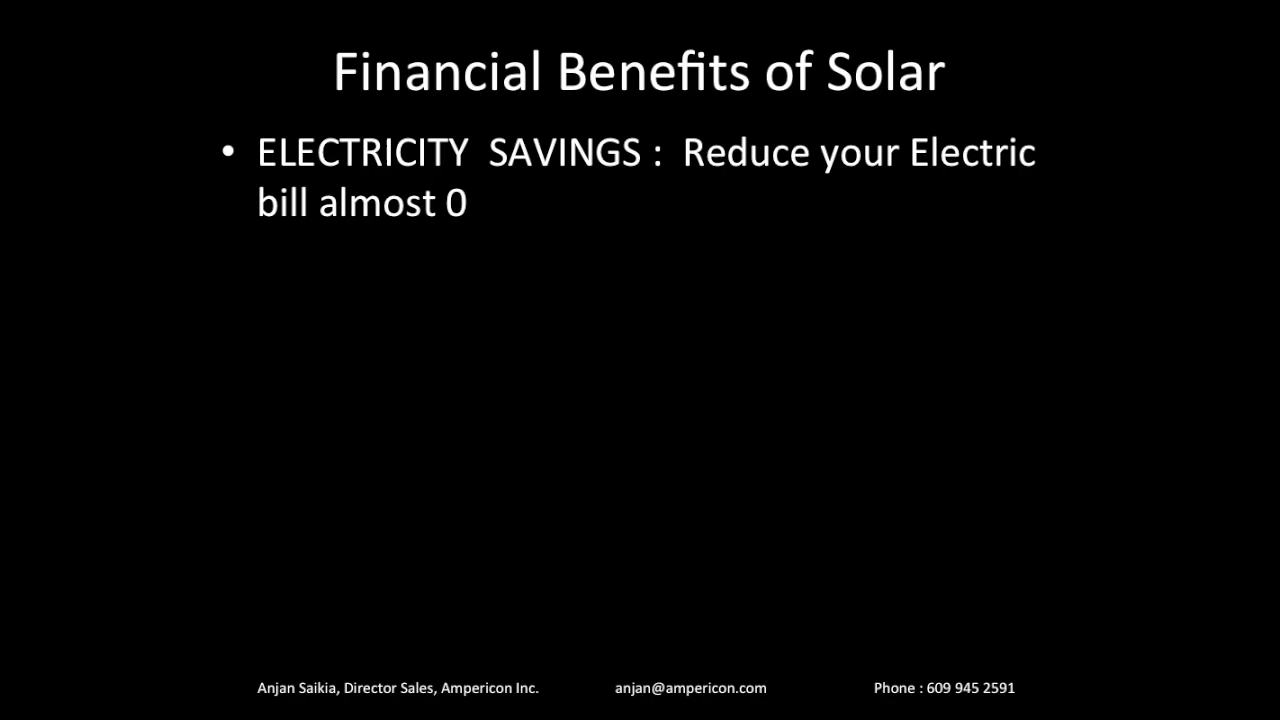 Financial Benefits of Solar
• ELECTRICITY  SAVINGS :  Reduce your Electric
bill almost 0
Anjan Saikia, Director Sales, Ampericon Inc. anjan@ampericon.com Phone : 609 945 2591